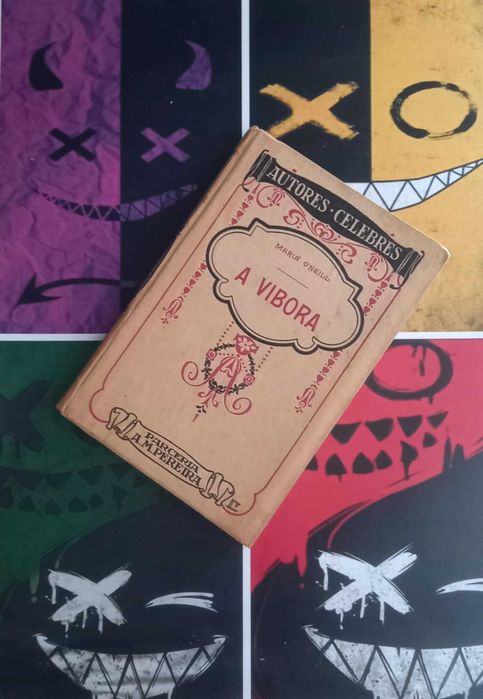 AUTORES · CELEBRES
MARIA O'NEILL
A VIBORA
PARCERIA
A.M.PEREIRA